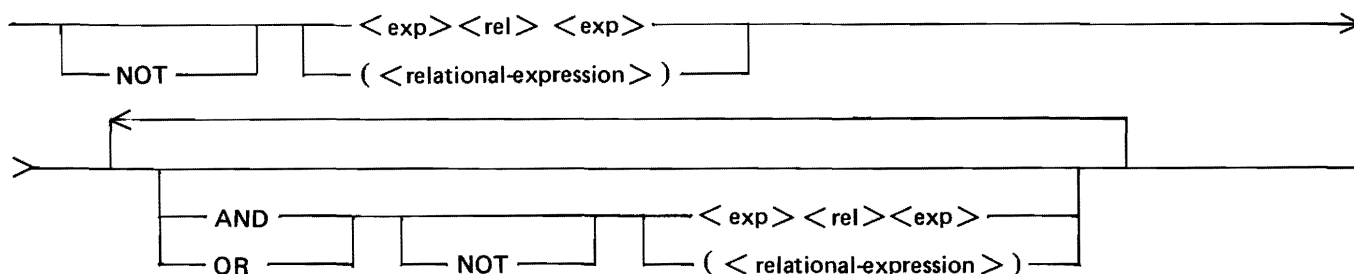 <exp> <rel> <exp>
NOT ( <relational-expression> )
AND <exp> <rel> <exp>
OR NOT ( <relational-expression> )